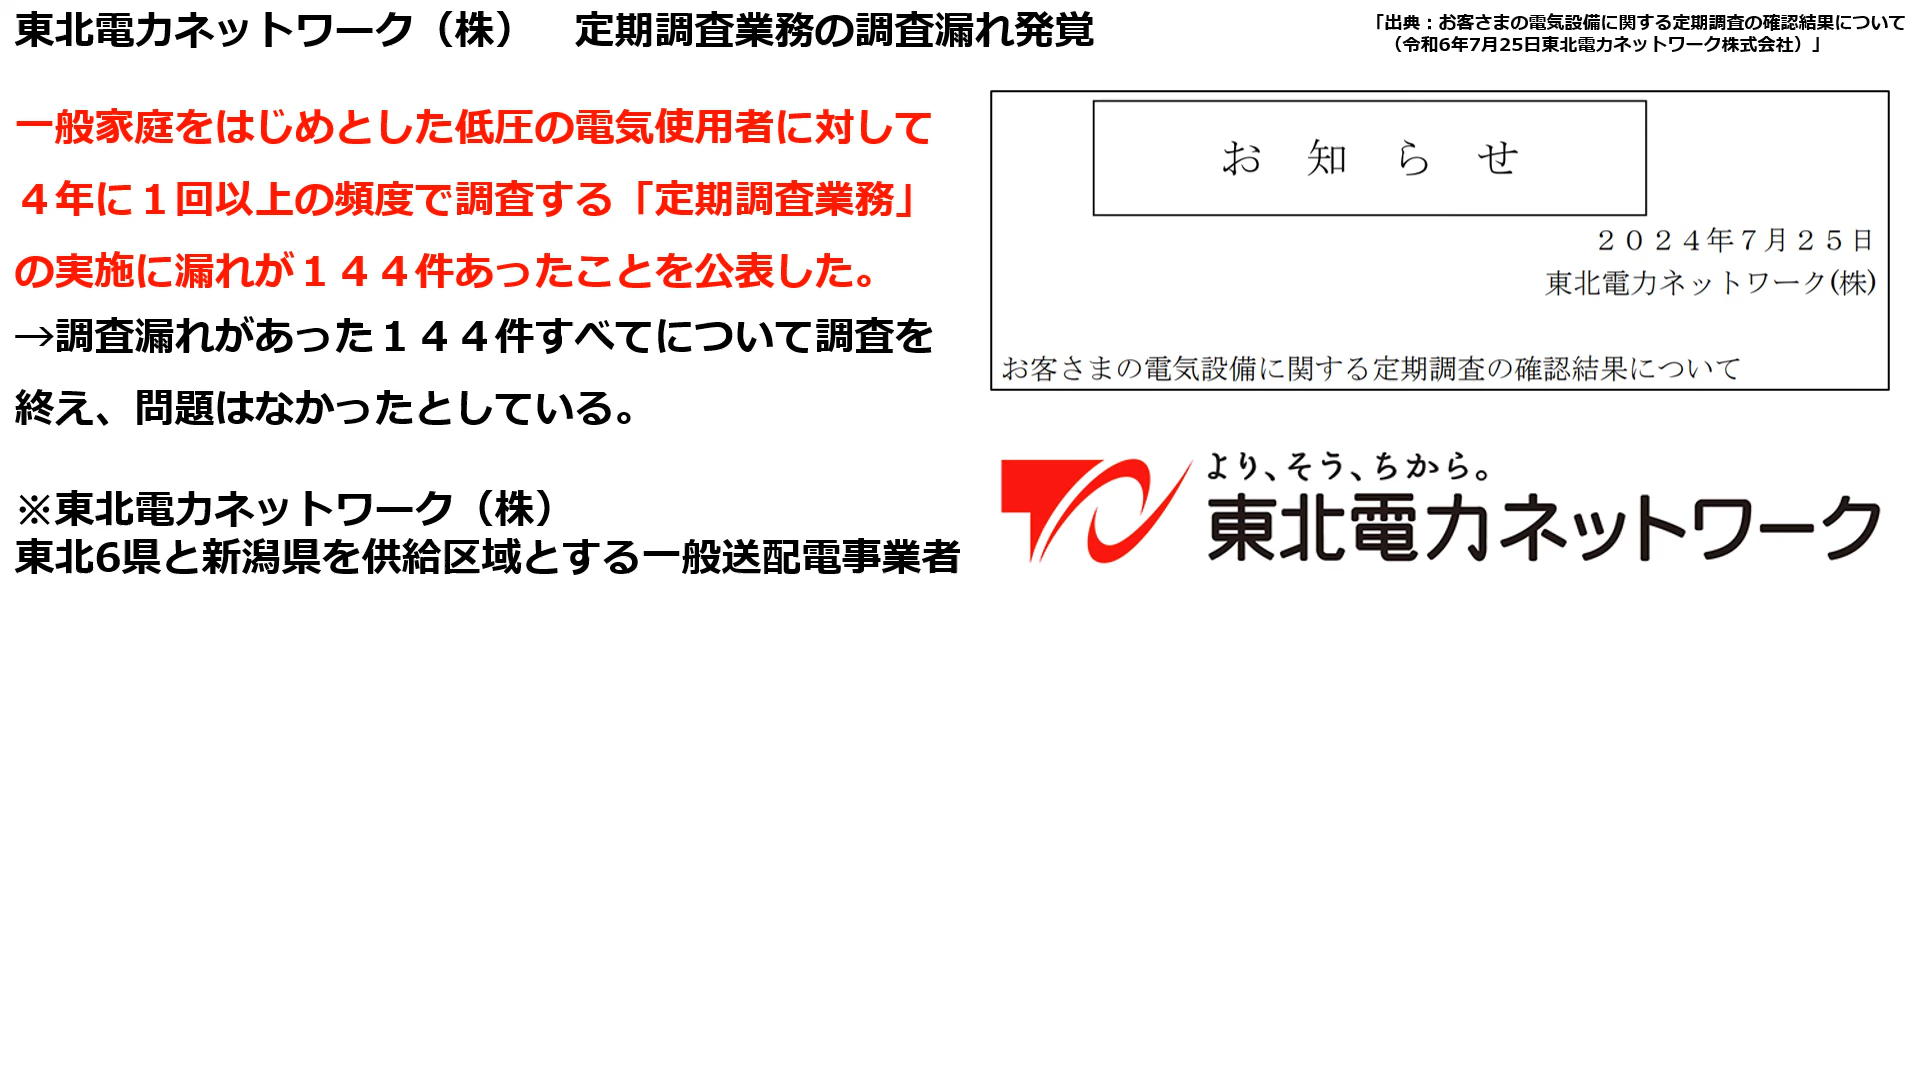 東北電力ネットワーク（株）　定期調査業務の調査漏れ発覚
「出典：お客さまの電気設備に関する定期調査の確認結果について
（令和6年7月25日東北電力ネットワーク株式会社）」
一般家庭をはじめとした低圧の電気使用者に対して
４年に１回以上の頻度で調査する「定期調査業務」
の実施に漏れが１４４件あったことを公表した。
→調査漏れがあった１４４件すべてについて調査を
終え、問題はなかったとしている。
※東北電力ネットワーク（株）
東北6県と新潟県を供給区域とする一般送配電事業者
お　知　ら　せ
２０２４年７月２５日
東北電力ネットワーク(株)
お客さまの電気設備に関する定期調査の確認結果について
より、そう、ちから。
東北電力ネットワーク